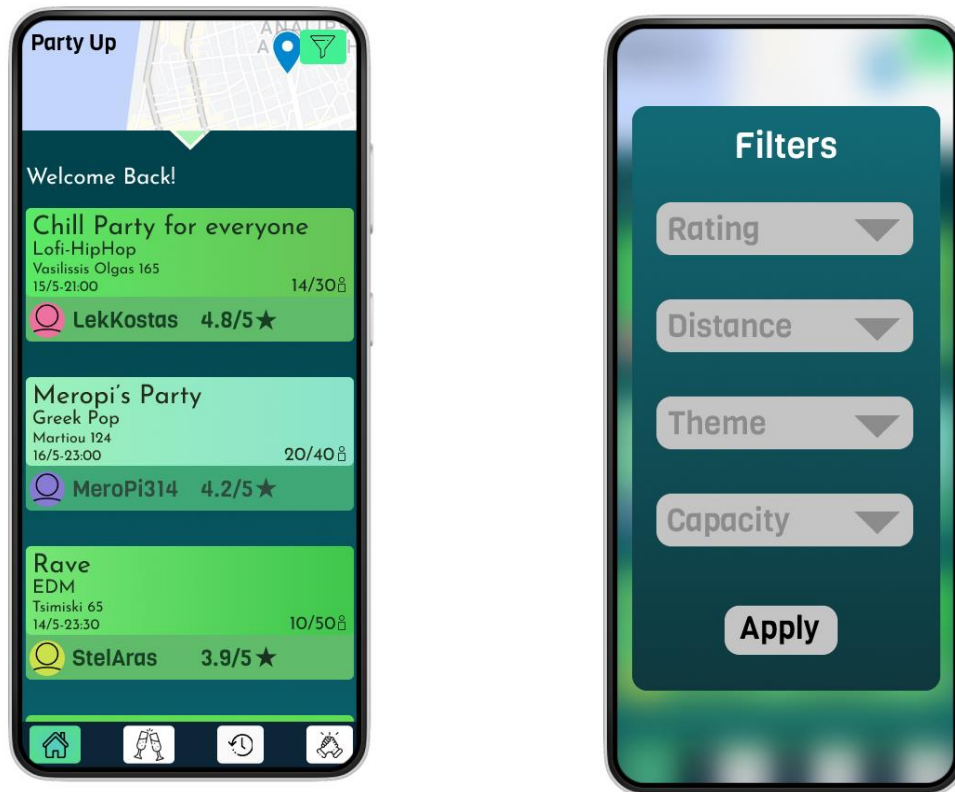 Party Up
Welcome Back!
Chill Party for everyone
Lofi-HipHop
Vasilissis Olgas 165
15/5-21:00
14/30
LekKostas 4.8/5★
Meropi's Party
Greek Pop
Martiou 124
16/5-23:00
20/40
MeroPi314 4.2/5★
Rave
EDM
Tsimiski 65
14/5-23:30
10/50
StelAras 3.9/5★
Filters
Rating
Distance
Theme
Capacity
Apply